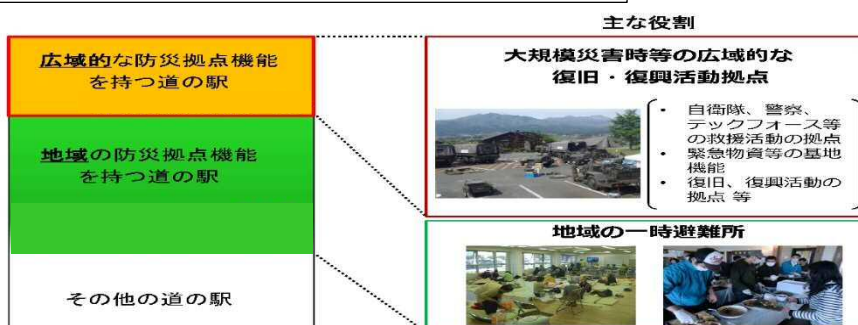 主な役割
広域的な防災拠点機能
を持つ道の駅
地域の防災拠点機能
を持つ道の駅
その他の道の駅
大規模災害時等の広域的な
復旧・復興活動拠点
・ 自衛隊、警察、
テックフォース等
の救援活動の拠点
・ 緊急物資等の基地
機能
・ 復旧、復興活動の
拠点 等
地域の一時避難所